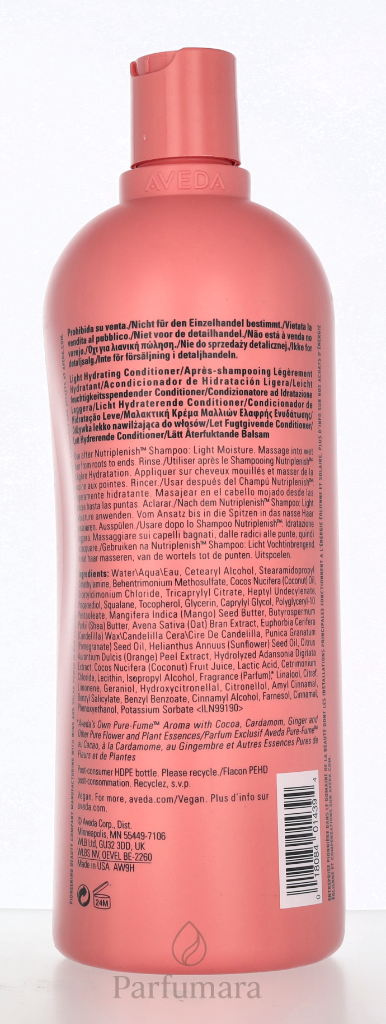 AVEDA
Prohibida su venta./Nicht für den Einzelhandel bestimmt./Vietata la
vendita al pubblico./Niet voor de detailhandel./Não está à venda no
varejo./Όχι για λιανική πώληση./Nie do sprzedaży detalicznej./Ikke for
detaljsalg./Inte för försäljning i detaljhandeln.
Light Hydrating Conditioner/Après-shampooing Légèrement
Hydratant/Acondicionador de Hidratación Ligera/Leicht
feuchtigkeitsspendender Conditioner/Condizionatore ad Idratazione
Leggera/Licht Hydraterende Conditioner/Condicionador de
Hidratação Leve/Μαλακτική Κρέμα Μαλλιών Ελαφρής Ενυδάτωσης/
Odżywka lekko nawilżająca do włosów/Let Fugtgivende Conditioner/
Lett Hydrerende Conditioner/Lätt Återfuktande Balsam
after Nutriplenish™ Shampoo: Light Moisture. Massage into wet
from roots to ends. Rinse./Utiliser après le Shampooing Nutriplenish™
Légère Hydratation. Appliquer sur cheveux mouillés et masser de la
aux pointes. Rincer./Usar después del Champú Nutriplenish™
hidratante. Masajear en el cabello mojado desde las
hasta las puntas. Aclarar./Nach dem Nutriplenish™ Shampoo: Light
Moisture anwenden. Vom Ansatz bis in die Spitzen in das nasse Haar
Ausspülen./Usare dopo lo Shampoo Nutriplenish™ Idratazione
Massaggiare sui capelli bagnati, dalle radici alle punte, quindi
/Gebruiken na Nutriplenish™ Shampoo: Licht Vochtinbrengend.
haar masseren, van de wortels tot de punten. Uitspoelen.
Ingredients: Water\Aqua\Eau, Cetearyl Alcohol, Stearamidopropyl
Dimethylamine, Behentrimonium Methosulfate, Cocos Nucifera (Coconut) Oil,
Chloride, Tricaprylyl Citrate, Heptyl Undecylenate,
Propanediol, Squalane, Tocopherol, Glycerin, Caprylyl Glycol, Polyglyceryl-10
Pentaoleate, Mangifera Indica (Mango) Seed Butter, Butyrospermum
Parkii (Shea) Butter, Avena Sativa (Oat) Bran Extract, Euphorbia Cerifera
(Candelilla) Wax\Candelilla Cera\Cire De Candelilla, Punica Granatum
(Pomegranate) Seed Oil, Helianthus Annuus (Sunflower) Seed Oil, Citrus
Aurantium Dulcis (Orange) Peel Extract, Hydrolyzed Adansonia Digitata
Extract, Cocos Nucifera (Coconut) Fruit Juice, Lactic Acid, Cetrimonium
Chloride, Lecithin, Isopropyl Alcohol, Fragrance (Parfum),* Linalool, Citral,
Limonene, Geraniol, Hydroxycitronellal, Citronellol, Amyl Cinnamal,
Benzyl Salicylate, Benzyl Benzoate, Cinnamyl Alcohol, Farnesol, Cinnamal,
Phenoxyethanol, Potassium Sorbate <ILN99190>
*Aveda's Own Pure-Fume™ Aroma with Cocoa, Cardamom, Ginger and
Other Pure Flower and Plant Essences/Parfum Exclusif Aveda Pure-Fume™
au Cacao, à la Cardamome, au Gingembre et Autres Essences Pures de
Fleurs et de Plantes
Post-consumer HDPE bottle. Please recycle./Flacon PEHD
post-consommation. Recyclez, s.v.p.
Vegan. For more, aveda.com/Vegan. Plus d'info sur
aveda.com.
© Aveda Corp., Dist.
Minneapolis, MN 55449-7106
WLB Ltd, GU32 3DD, UK
WLBS NV, OEVEL BE-2260
Made in USA AW9H
24M
0 18084 01439 4
Parfumara